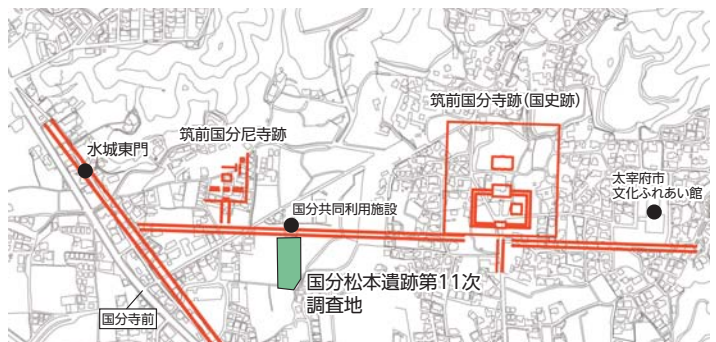 筑前国分寺跡(国史跡)
水城東門
筑前国分尼寺跡
太宰府市
文化ふれあい館
国分共同利用施設
国分松本遺跡第11次
調査地
国分寺前